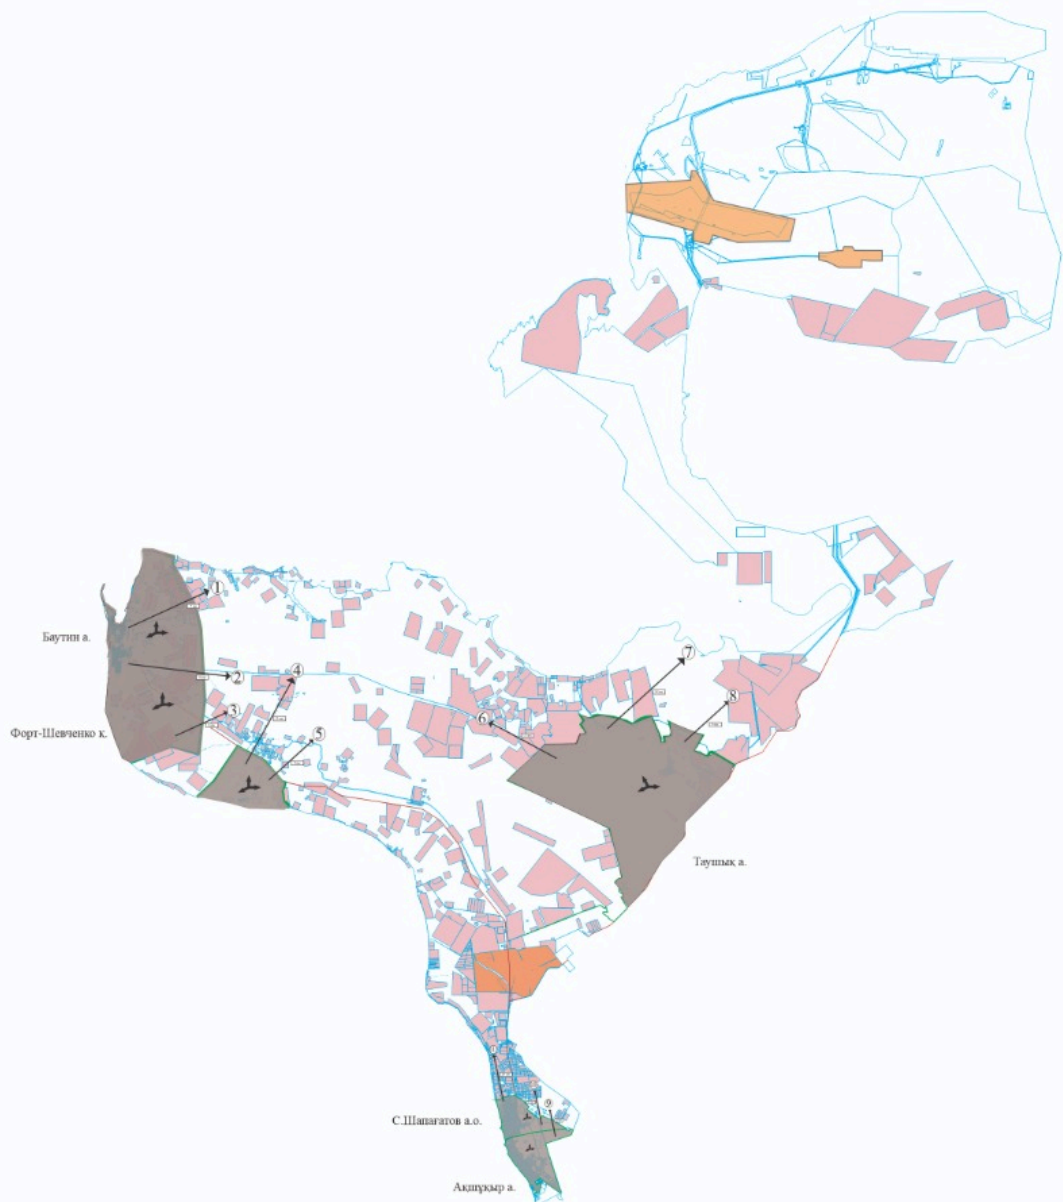 ①
Баутин а.
④
②
⑦
⑧
③
Форт-Шевченко к.
⑥
⑤
Таушық а.
⑨
С.Шапағатов а.о.
Ақшұқыр а.